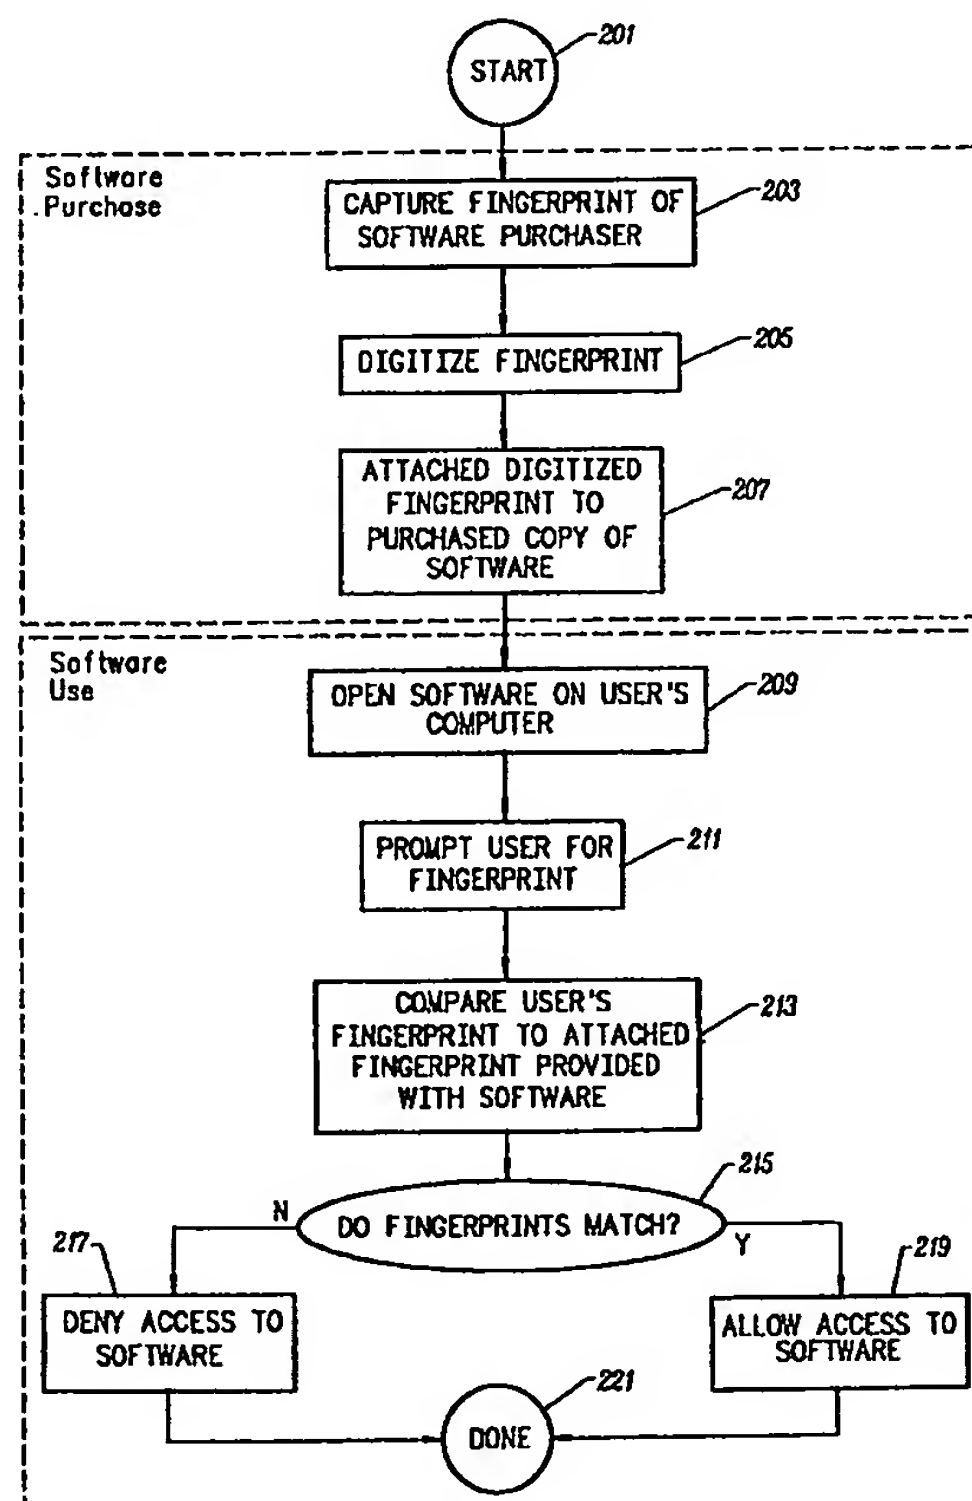 201
START
Software
Purchase
CAPTURE FINGERPRINT OF
SOFTWARE PURCHASER
203
DIGITIZE FINGERPRINT
205
ATTACHED DIGITIZED
FINGERPRINT TO
PURCHASED COPY OF
SOFTWARE
207
Software
Use
OPEN SOFTWARE ON USER'S
COMPUTER
209
PROMPT USER FOR
FINGERPRINT
211
COMPARE USER'S
FINGERPRINT TO ATTACHED
FINGERPRINT PROVIDED
WITH SOFTWARE
213
DO FINGERPRINTS MATCH?
215
N
Y
217
DENY ACCESS TO
SOFTWARE
219
ALLOW ACCESS TO
SOFTWARE
221
DONE